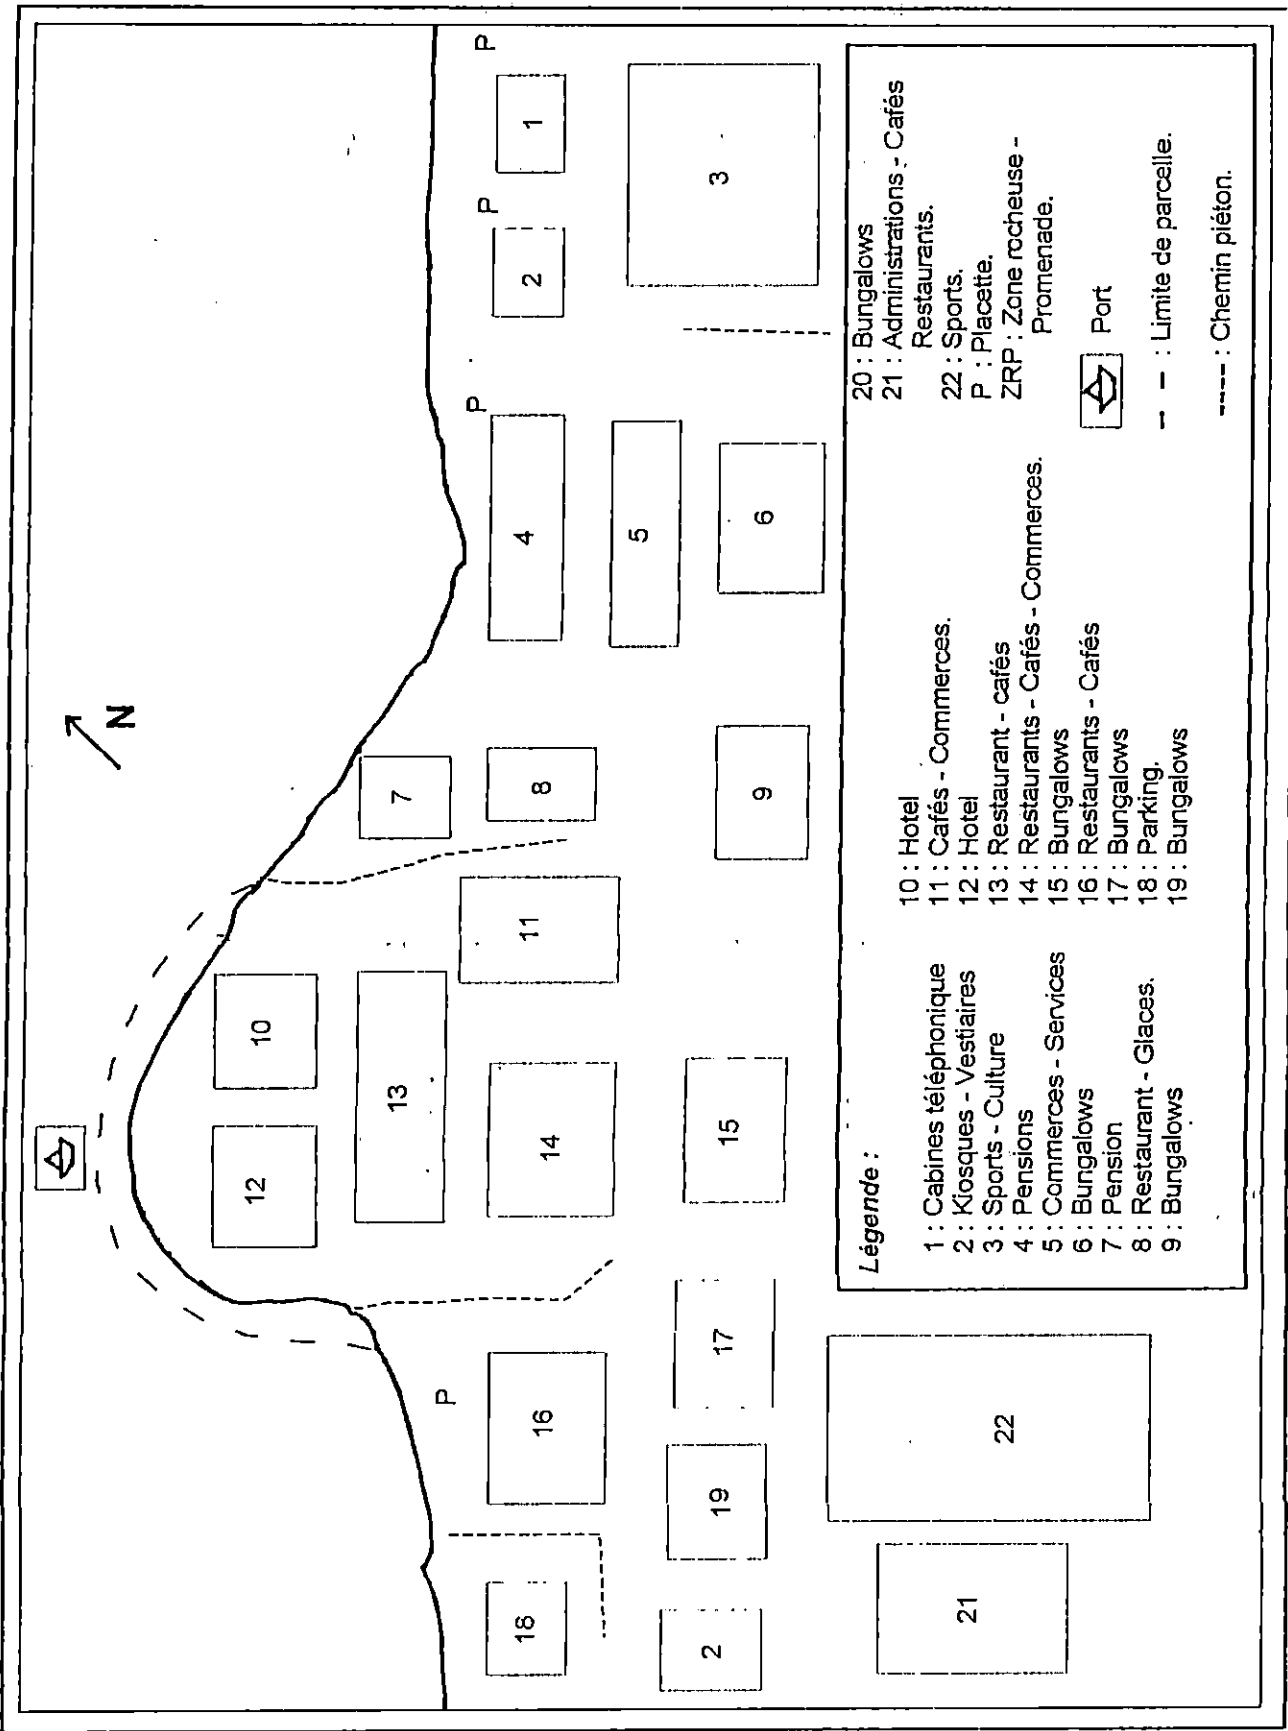 N
P
P
P
P
1
2
3
4
5
6
7
8
9
10
11
12
13
14
15
16
17
18
19
2
21
22
Légende :
1 : Cabines téléphonique
2 : Kiosques - Vestiaires
3 : Sports - Culture
4 : Pensions
5 : Commerces - Services
6 : Bungalows
7 : Pension
8 : Restaurant - Glaces.
9 : Bungalows
10 : Hotel
11 : Cafés - Commerces.
12 : Hotel
13 : Restaurant - cafés
14 : Restaurants - Cafés - Commerces.
15 : Bungalows
16 : Restaurants - Cafés
17 : Bungalows
18 : Parking.
19 : Bungalows
20 : Bungalows
21 : Administrations - Cafés
Restaurants.
22 : Sports.
P : Placette.
ZRP : Zone rocheuse -
Promenade.
Port
– – : Limite de parcelle.
---- : Chemin piéton.